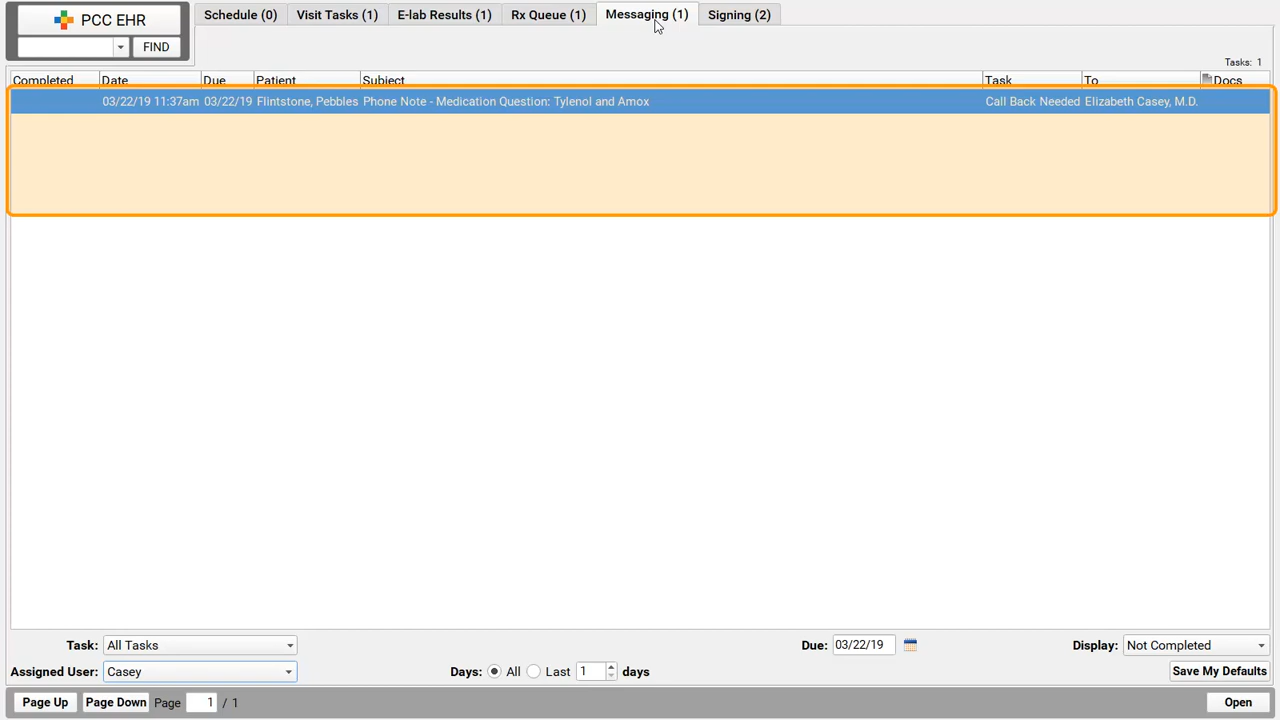 PCC EHR
Schedule (0) Visit Tasks (1) E-lab Results (1) Rx Queue (1) Messaging (1) Signing (2)
FIND
Tasks: 1
Completed Date Due Patient Subject Task To Docs
03/22/19 11:37am 03/22/19 Flintstone, Pebbles Phone Note - Medication Question: Tylenol and Amox Call Back Needed Elizabeth Casey, M.D.
Task: All Tasks Due: 03/22/19 Display: Not Completed
Assigned User: Casey Days: All Last 1 days Save My Defaults
Page Up Page Down Page 1 / 1 Open